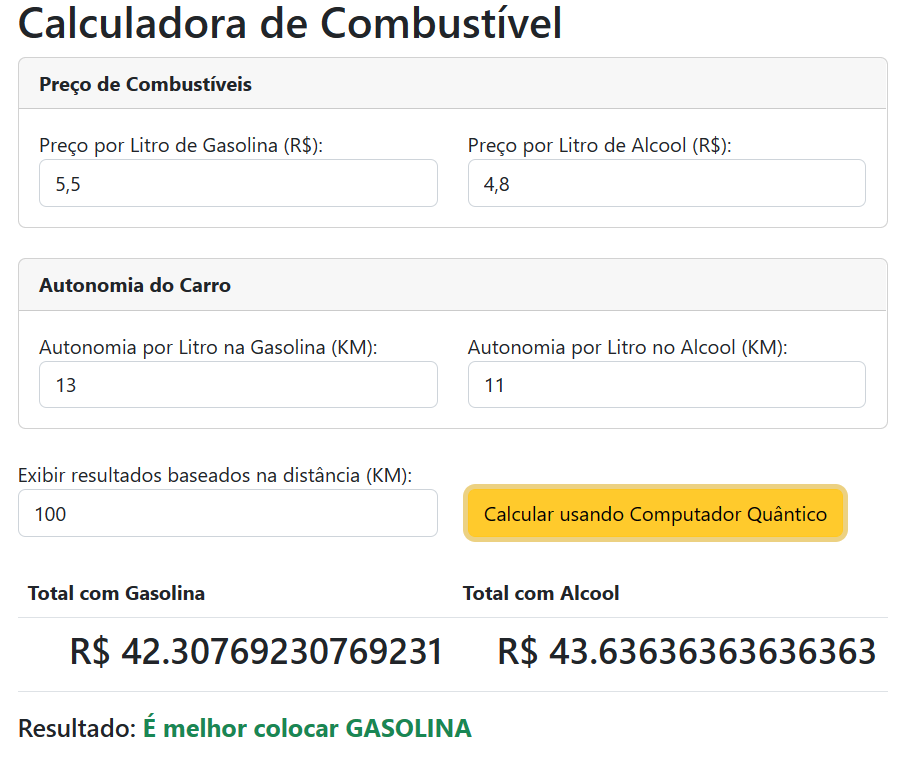 Calculadora de Combustível
Preço de Combustíveis
Preço por Litro de Gasolina (R$): Preço por Litro de Alcool (R$):
5,5 4,8
Autonomia do Carro
Autonomia por Litro na Gasolina (KM): Autonomia por Litro no Alcool (KM):
13 11
Exibir resultados baseados na distância (KM):
100 Calcular usando Computador Quântico
Total com Gasolina Total com Alcool
R$ 42.30769230769231 R$ 43.63636363636363
Resultado: É melhor colocar GASOLINA